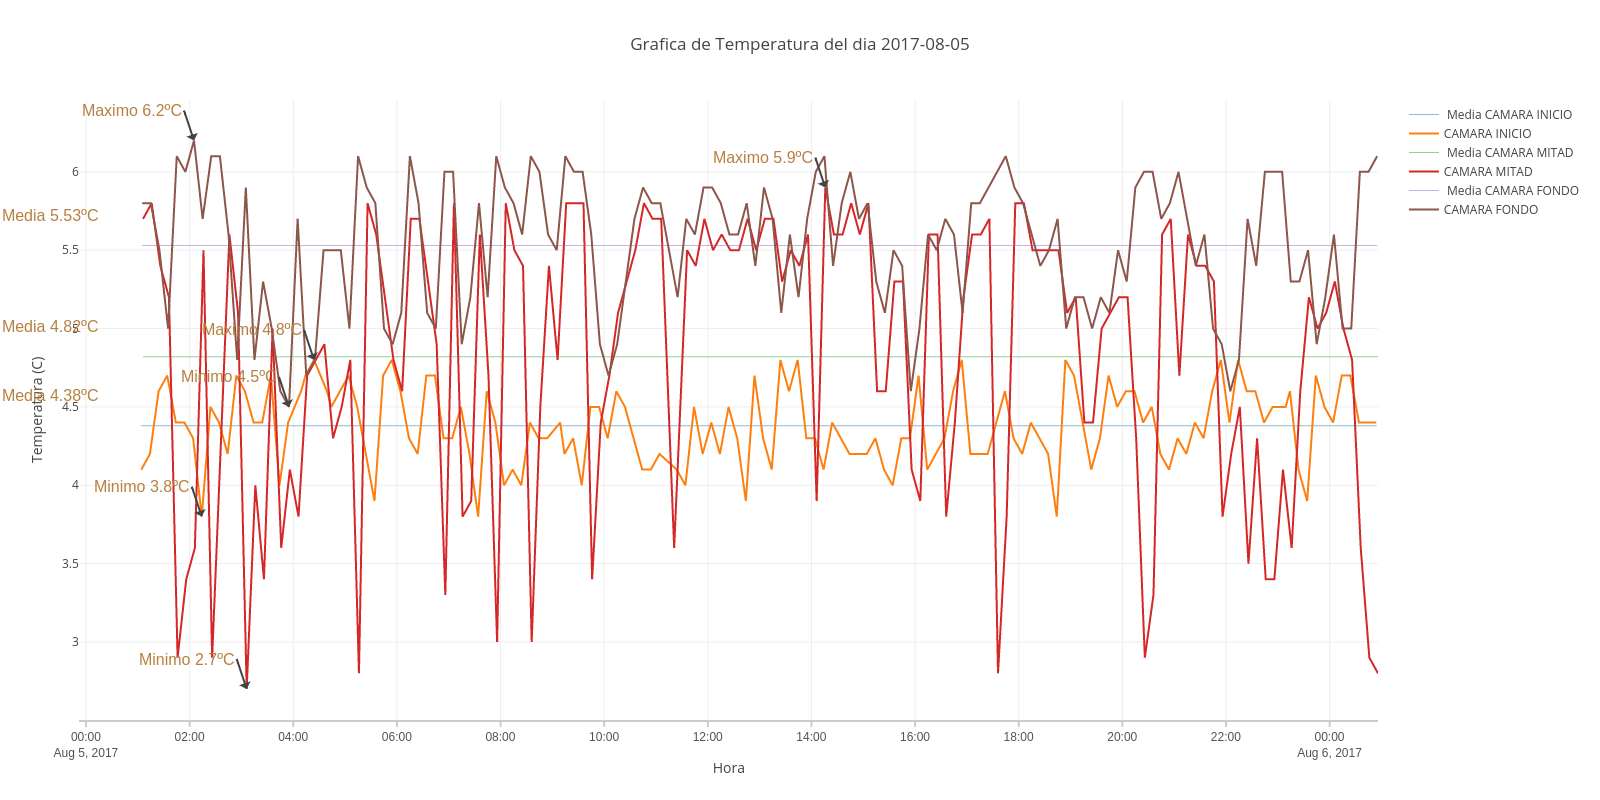 Grafica de Temperatura del dia 2017-08-05
Maximo 6.2ºC
Maximo 5.9ºC
Media 5.53ºC
Media 4.82ºC
Maximo 4.8ºC
Minimo 4.5ºC
Media 4.38ºC
Minimo 3.8ºC
Minimo 2.7ºC
Temperatura (C)
6
5.5
5
4.5
4
3.5
3
00:00 02:00 04:00 06:00 08:00 10:00 12:00 14:00 16:00 18:00 20:00 22:00 00:00
Aug 5, 2017 Aug 6, 2017
Hora
Media CAMARA INICIO
CAMARA INICIO
Media CAMARA MITAD
CAMARA MITAD
Media CAMARA FONDO
CAMARA FONDO